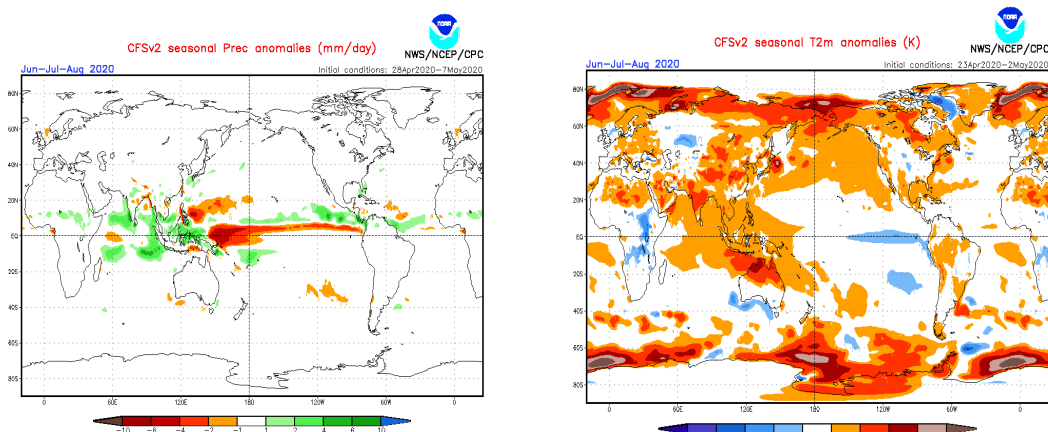 NOAA
CFSv2 seasonal Prec anomalies (mm/day)
NWS/NCEP/CPC
Jun-Jul-Aug 2020
Initial conditions: 28Apr2020-7May2020
80N
60N
40N
20N
EQ
20S
40S
60S
80S
0
60E
120E
180
120W
60W
0
-10
-6
-4
-2
-1
1
2
4
6
10
NOAA
CFSv2 seasonal T2m anomalies (K)
NWS/NCEP/CPC
Jun-Jul-Aug 2020
Initial conditions: 23Apr2020-2May2020
80N
60N
40N
20N
EQ
20S
40S
60S
80S
0
60E
120E
180
120W
60W
0